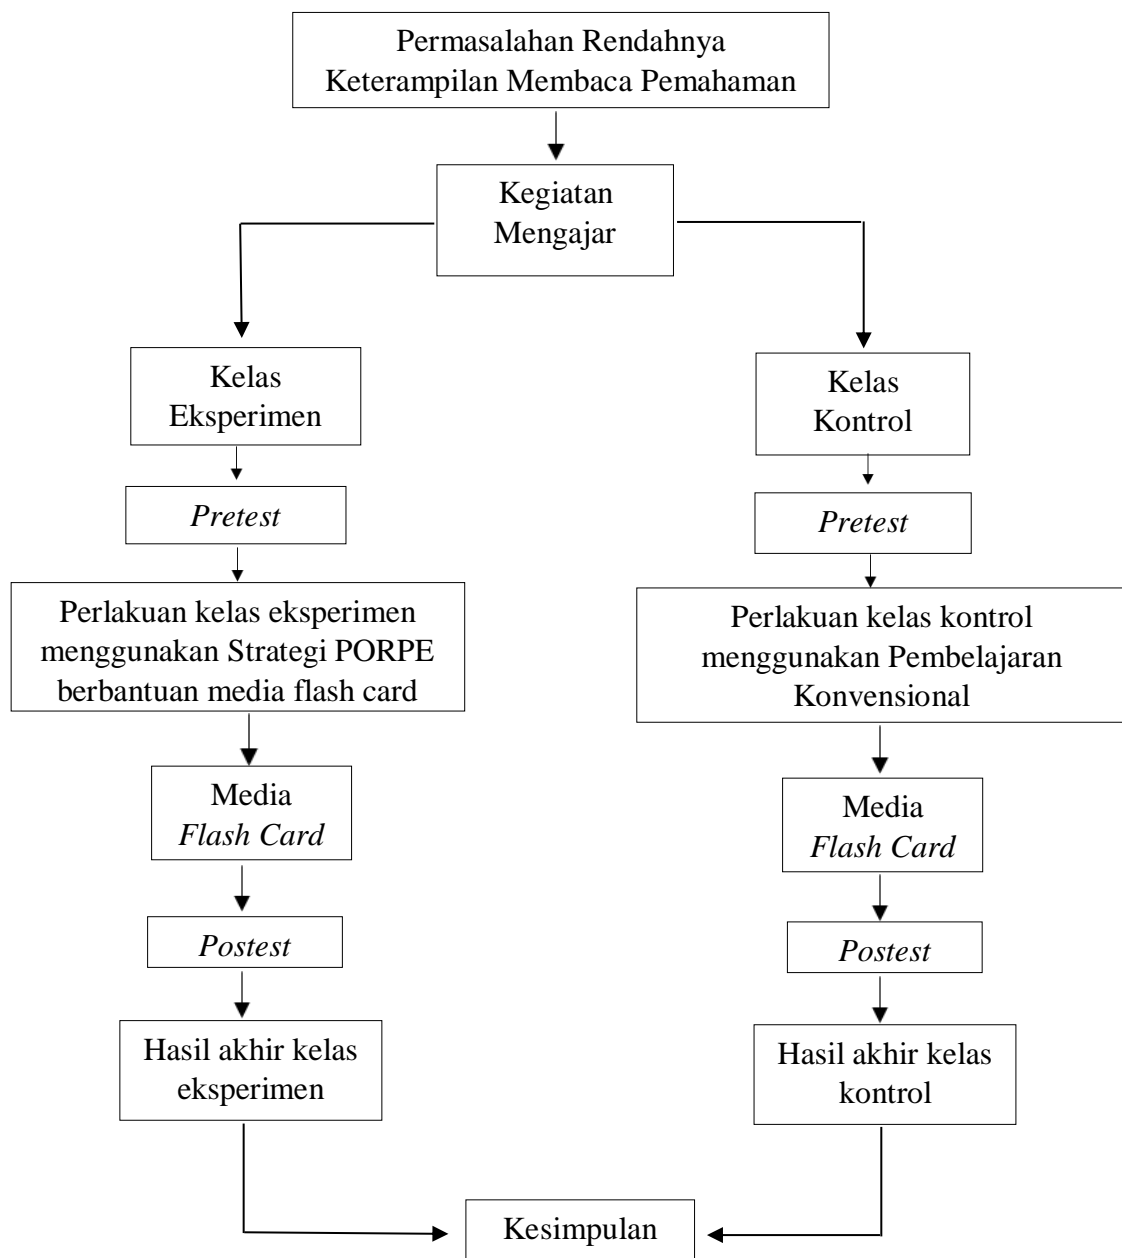 Permasalahan Rendahnya
Keterampilan Membaca Pemahaman
Kegiatan
Mengajar
Kelas
Eksperimen
Kelas
Kontrol
Pretest
Pretest
Perlakuan kelas eksperimen
menggunakan Strategi PORPE
berbantuan media flash card
Perlakuan kelas kontrol
menggunakan Pembelajaran
Konvensional
Media
Flash Card
Media
Flash Card
Postest
Postest
Hasil akhir kelas
eksperimen
Hasil akhir kelas
kontrol
Kesimpulan